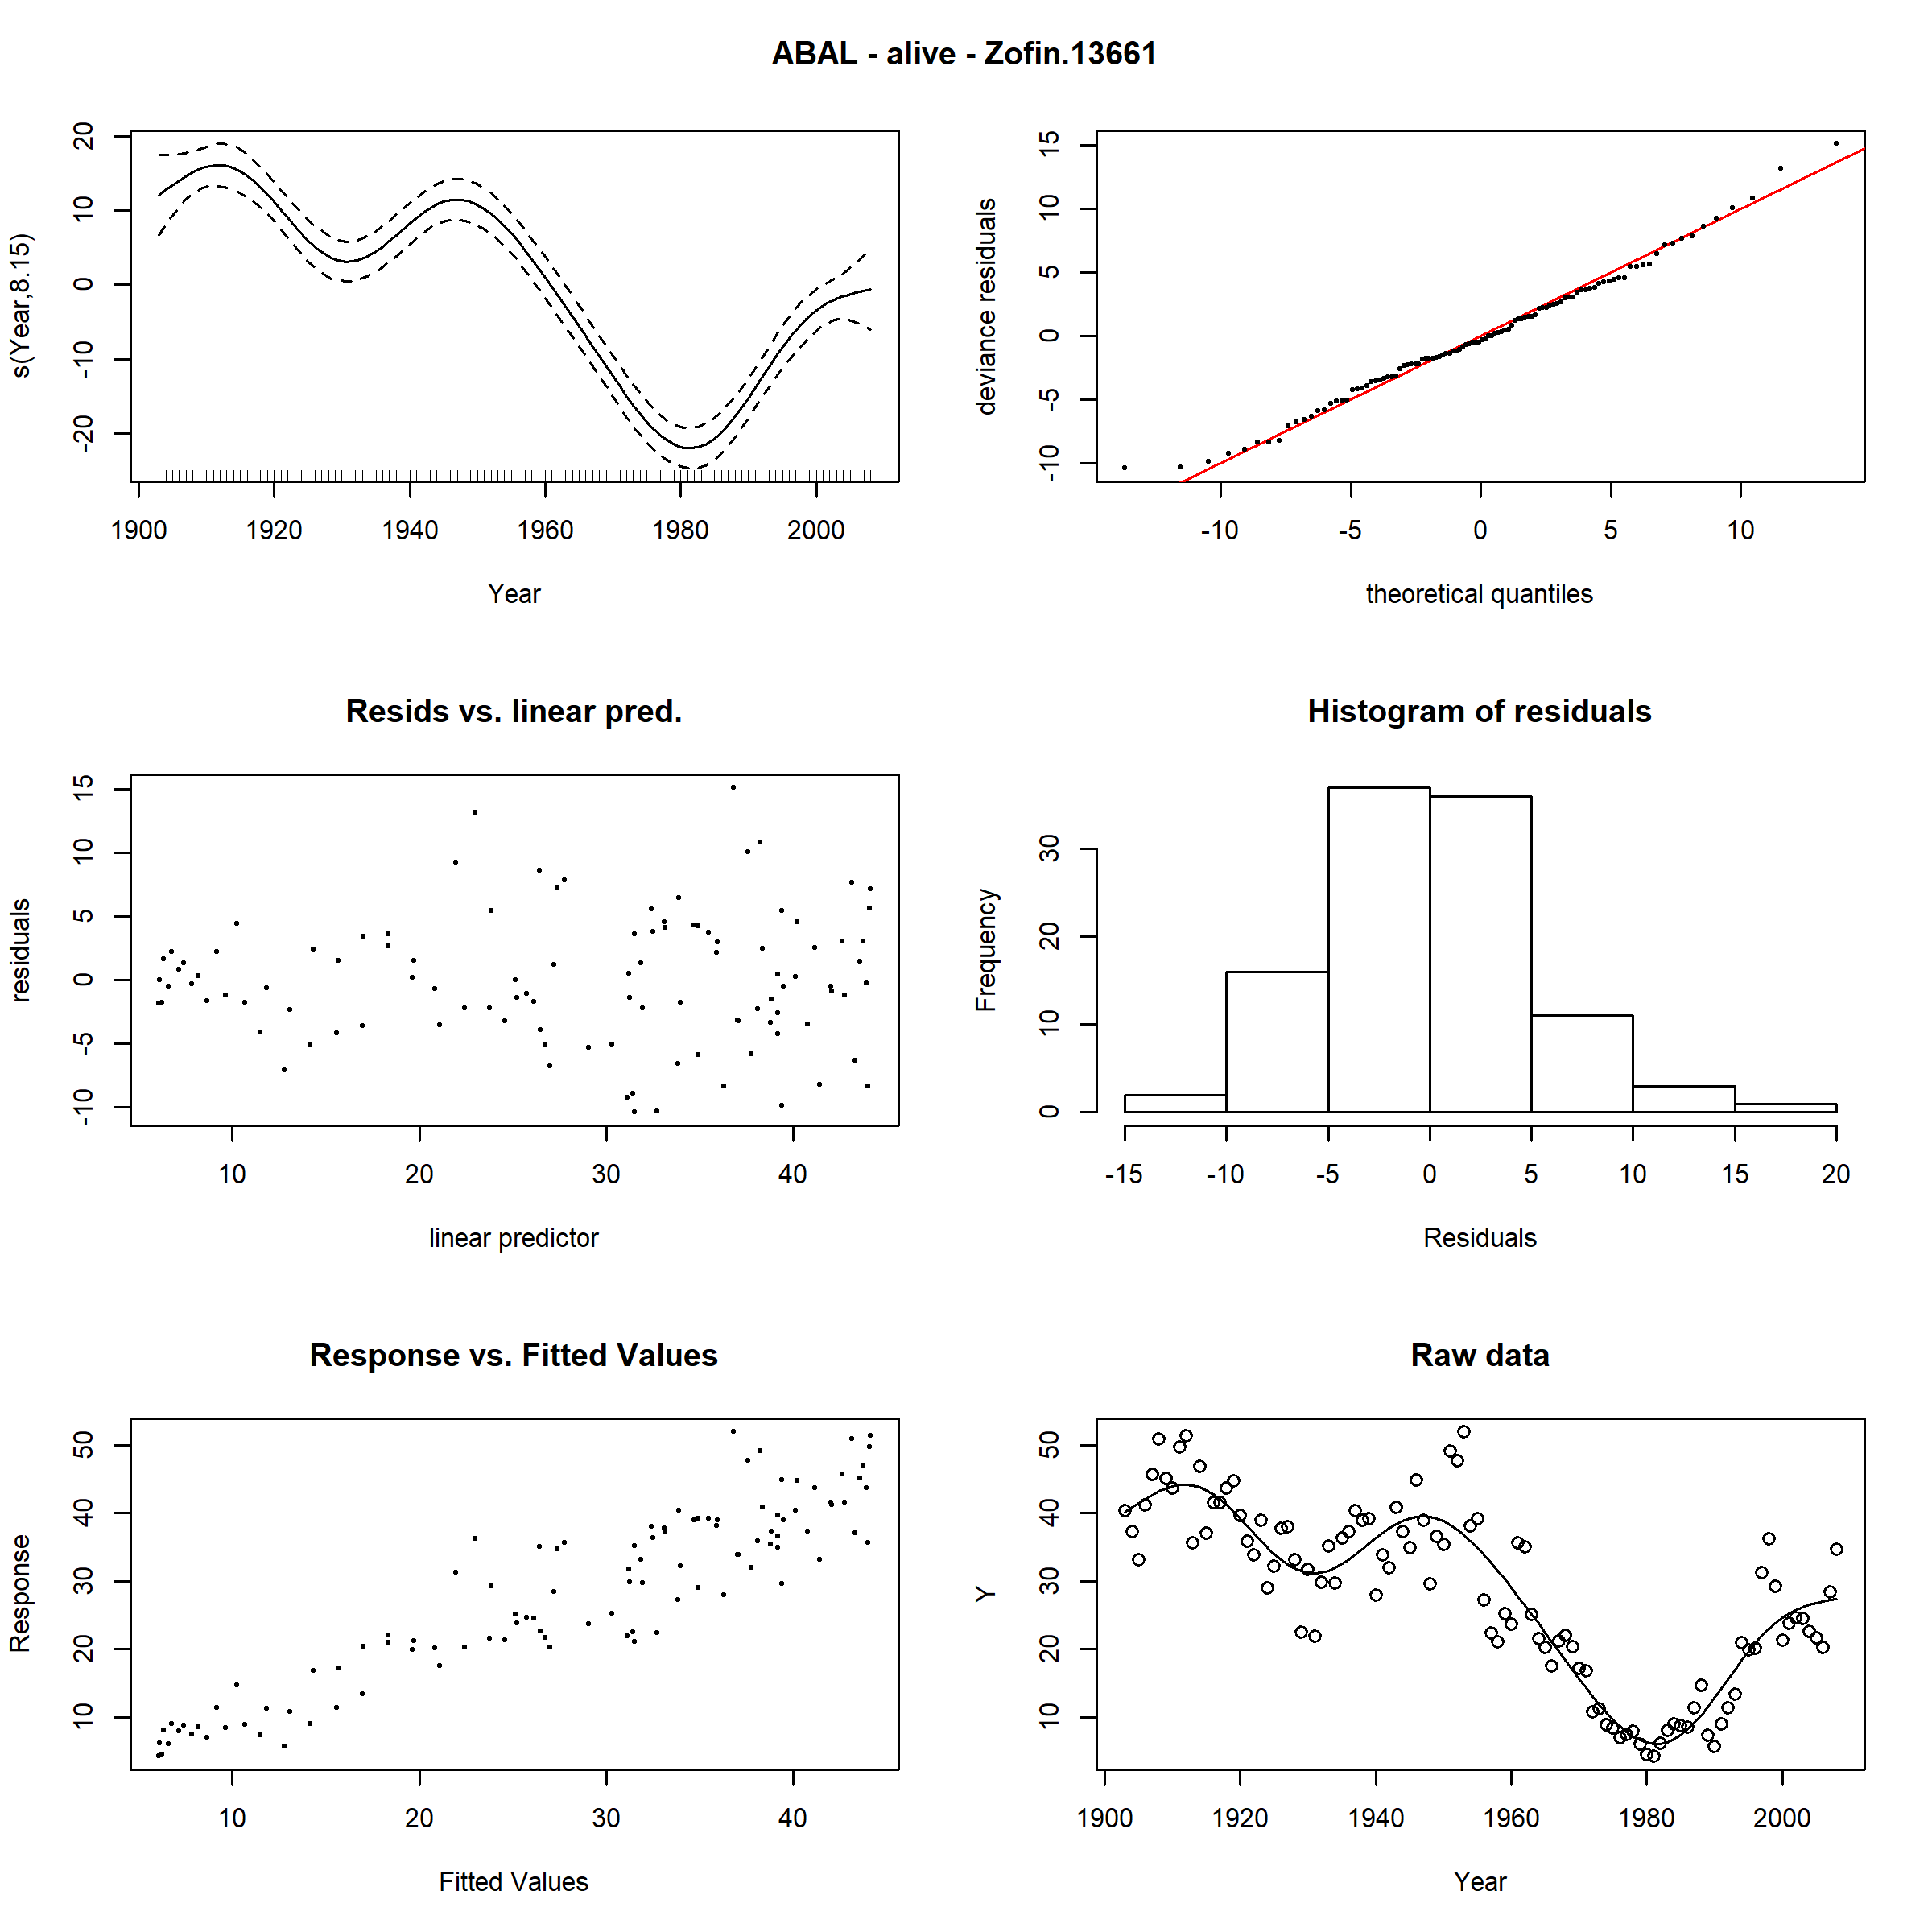 ABAL - alive - Zofin.13661
s(Year,8.15)
20
10
0
-10
-20
1900 1920 1940 1960 1980 2000
Year
deviance residuals
15
10
5
0
-5
-10
-10 -5 0 5 10
theoretical quantiles
Resids vs. linear pred.
residuals
15
10
5
0
-5
-10
10 20 30 40
linear predictor
Histogram of residuals
Frequency
30
20
10
0
-15 -10 -5 0 5 10 15 20
Residuals
Response vs. Fitted Values
Response
50
40
30
20
10
10 20 30 40
Fitted Values
Raw data
Y
50
40
30
20
10
1900 1920 1940 1960 1980 2000
Year